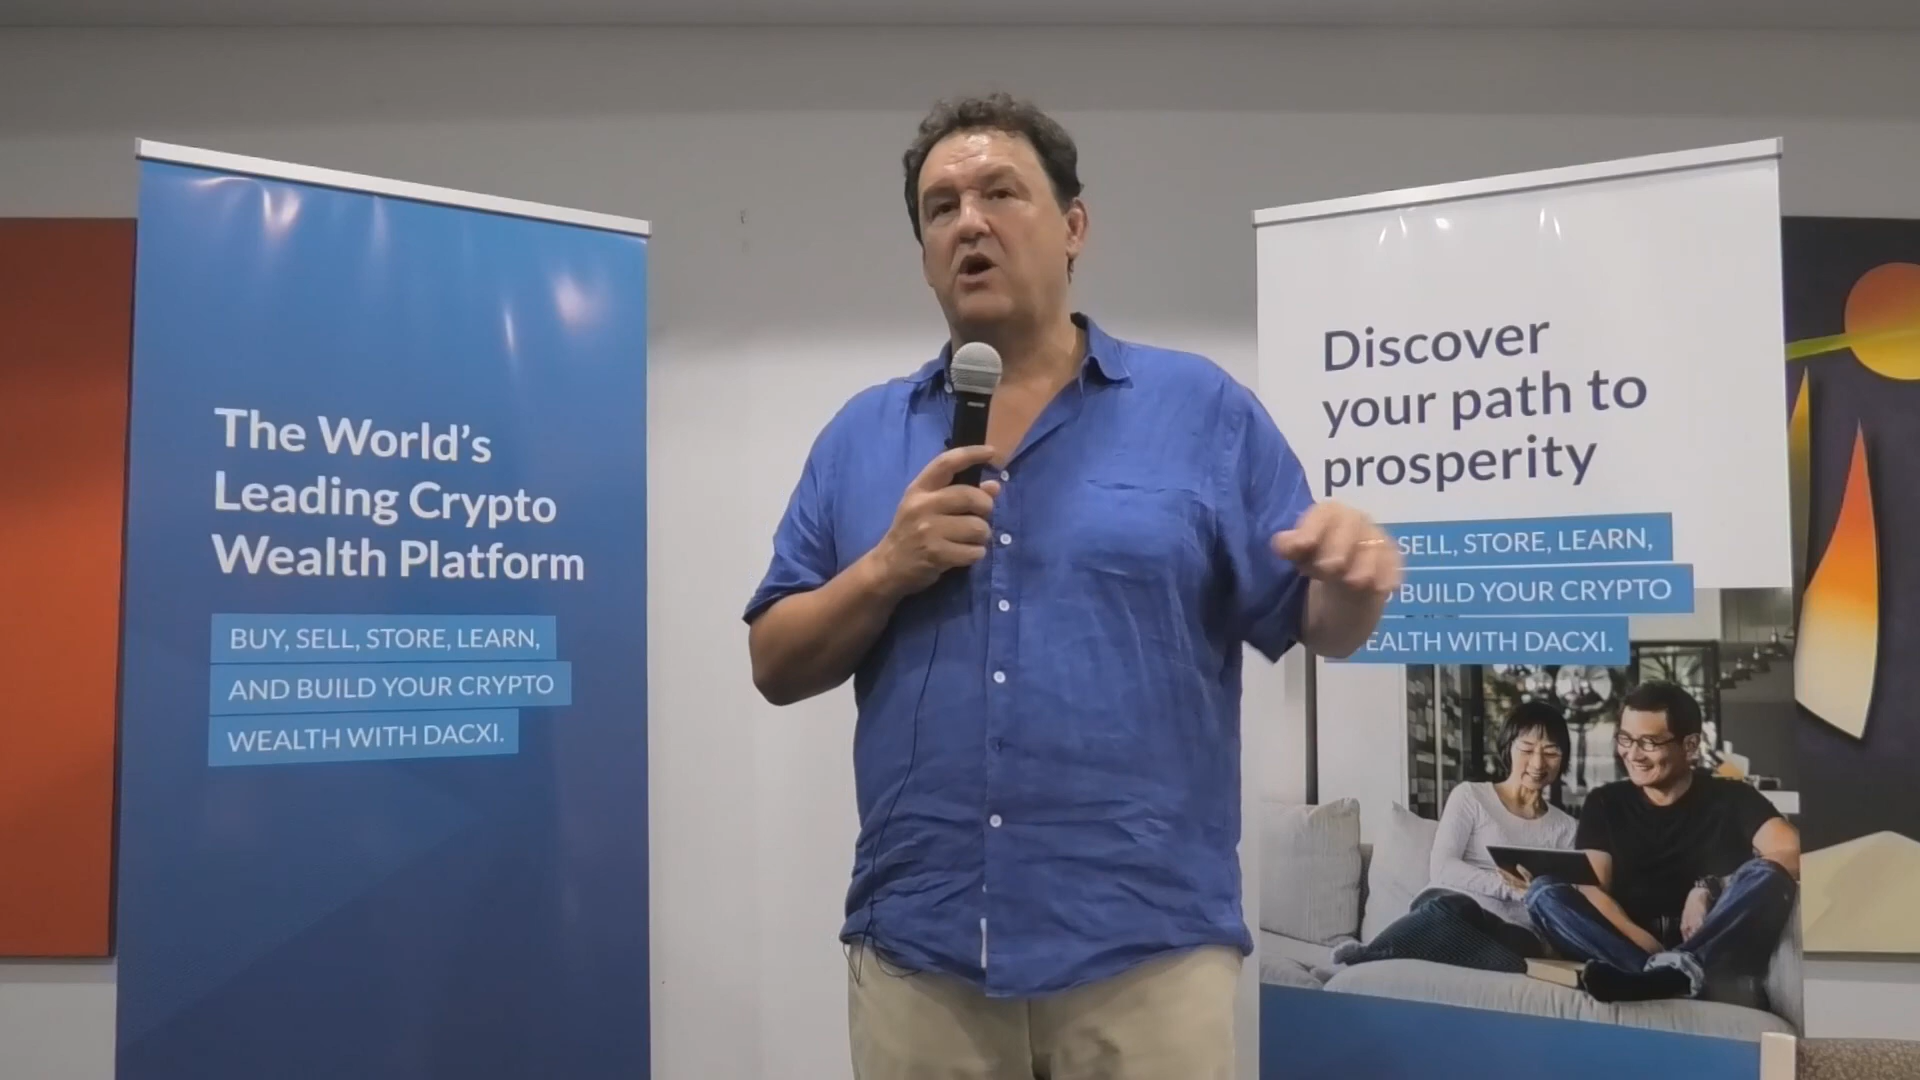 The World's
Leading Crypto
Wealth Platform
BUY, SELL, STORE, LEARN,
AND BUILD YOUR CRYPTO
WEALTH WITH DACXI.
Discover
your path to
prosperity
SELL, STORE, LEARN,
BUILD YOUR CRYPTO
WEALTH WITH DACXI.